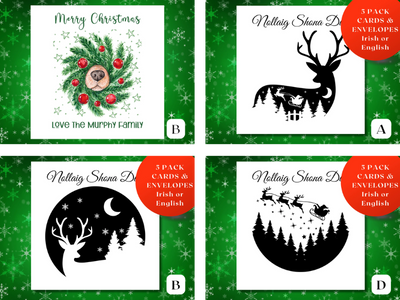 Merry Christmas
Love the Murphy Family
B
Nollaig Shona D
3 PACK
CARDS &
ENVELOPES
Irish or
English
A
Nollaig Shona D
3 PACK
CARDS &
ENVELOPES
Irish or
English
B
Nollaig Shona D
3 PACK
CARDS &
ENVELOPES
Irish or
English
D